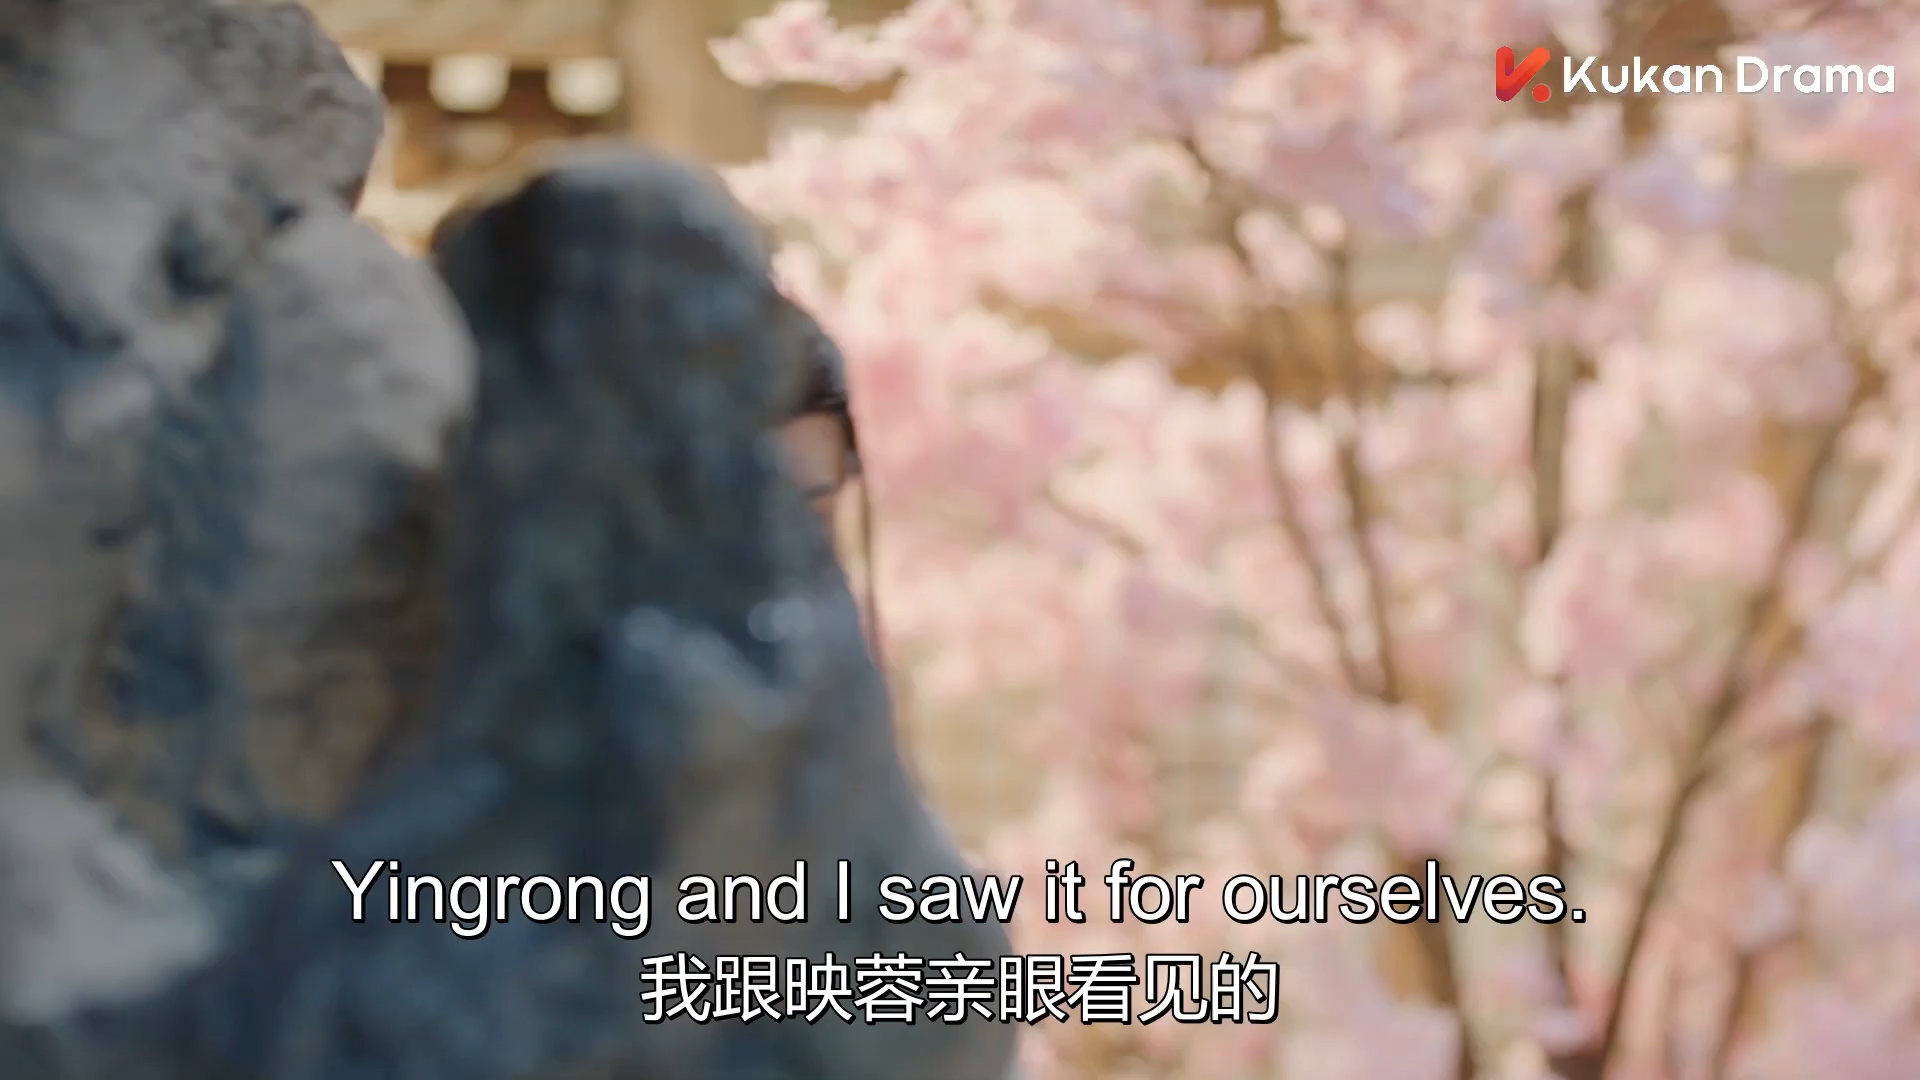 Kukan Drama
Yingrong and I saw it for ourselves.
我跟映蓉亲眼看见的